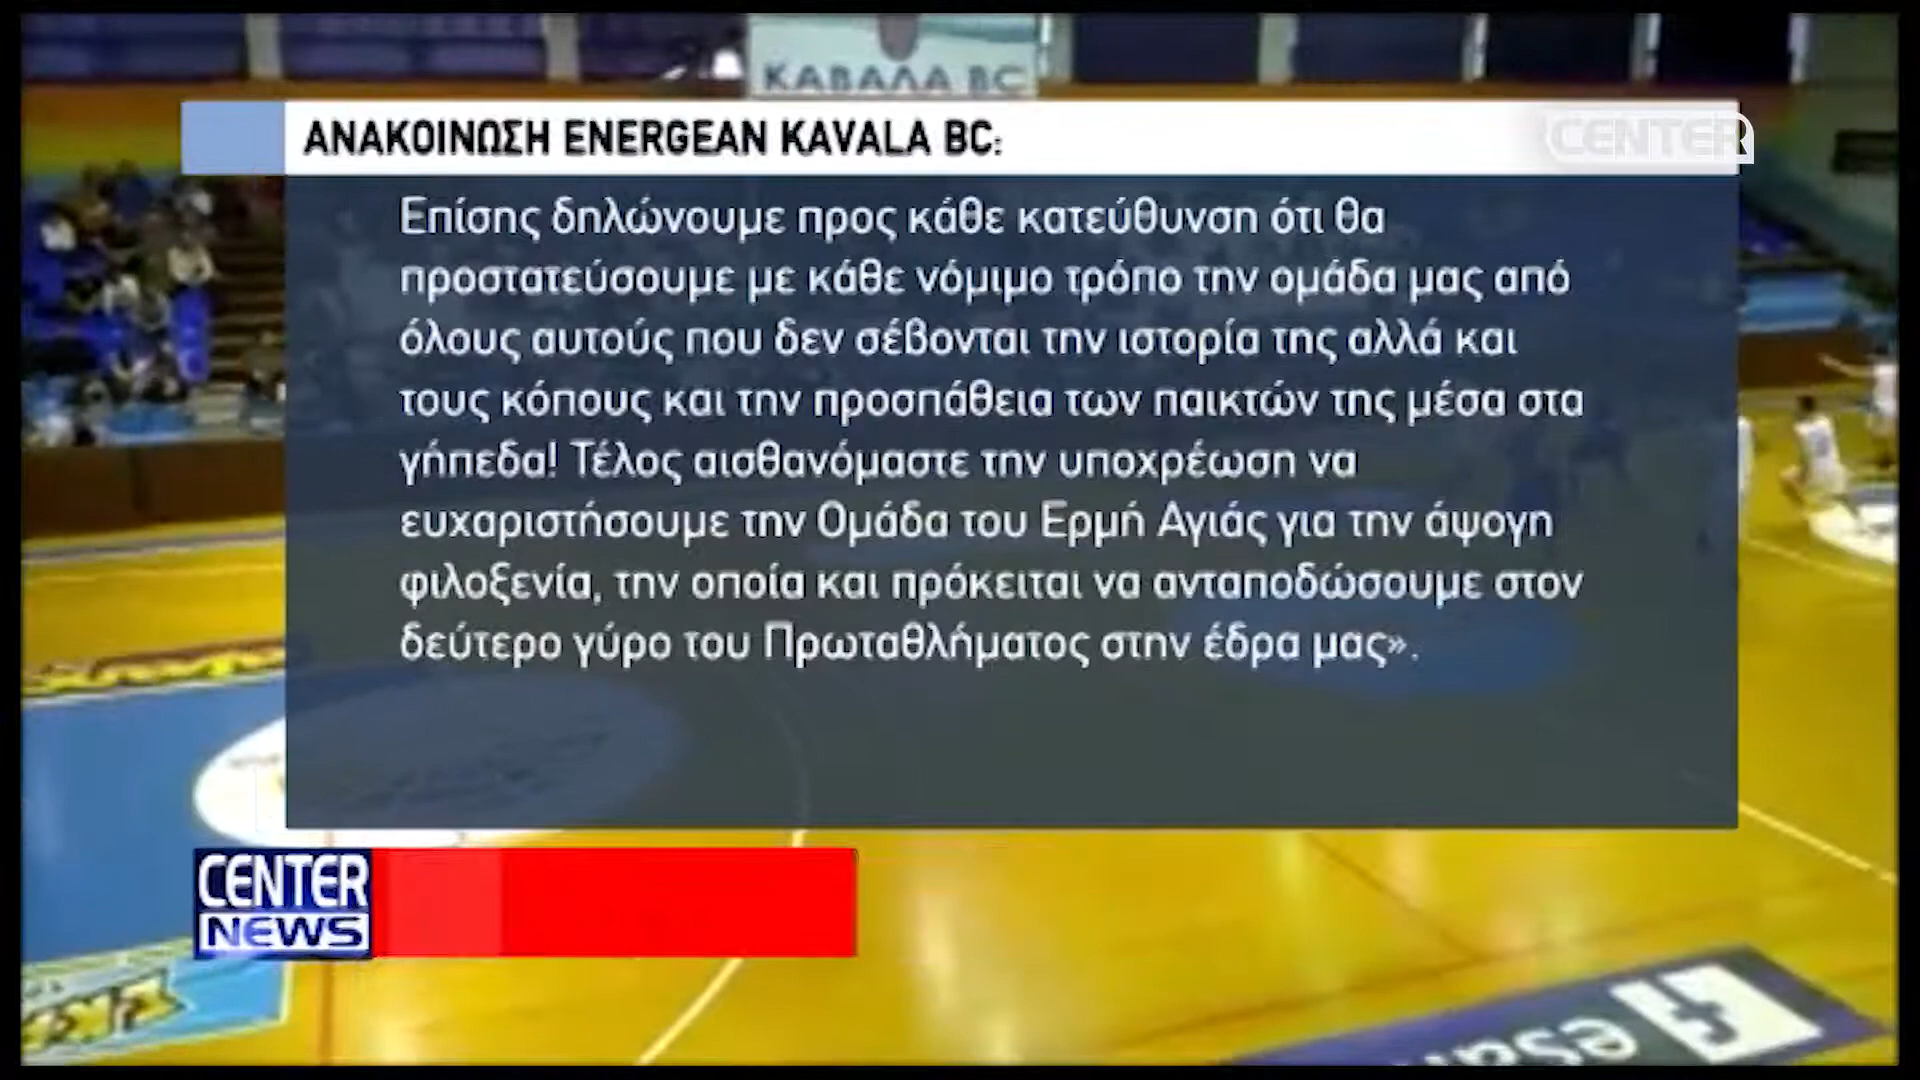 ΚΑΒΑΛΑ BC
ΑΝΑΚΟΙΝΩΣΗ ENERGEAN KAVALA BC:
CENTER
Επίσης δηλώνουμε προς κάθε κατεύθυνση ότι θα
προστατεύσουμε με κάθε νόμιμο τρόπο την ομάδα μας από
όλους αυτούς που δεν σέβονται την ιστορία της αλλά και
τους κόπους και την προσπάθεια των παικτών της μέσα στα
γήπεδα! Τέλος αισθανόμαστε την υποχρέωση να
ευχαριστήσουμε την Ομάδα του Ερμή Αγιάς για την άψογη
φιλοξενία, την οποία και πρόκειται να ανταποδώσουμε στον
δεύτερο γύρο του Πρωταθλήματος στην έδρα μας».
CENTER
NEWS